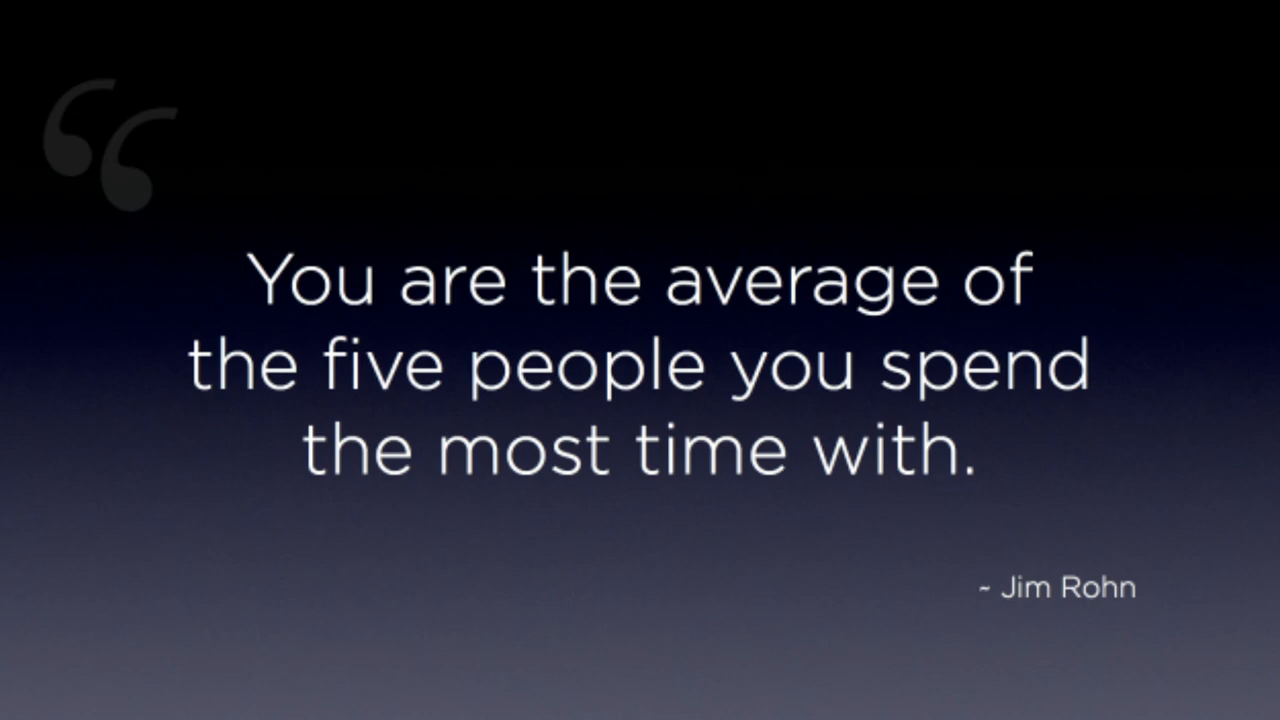 “
You are the average of
the five people you spend
the most time with.
~ Jim Rohn